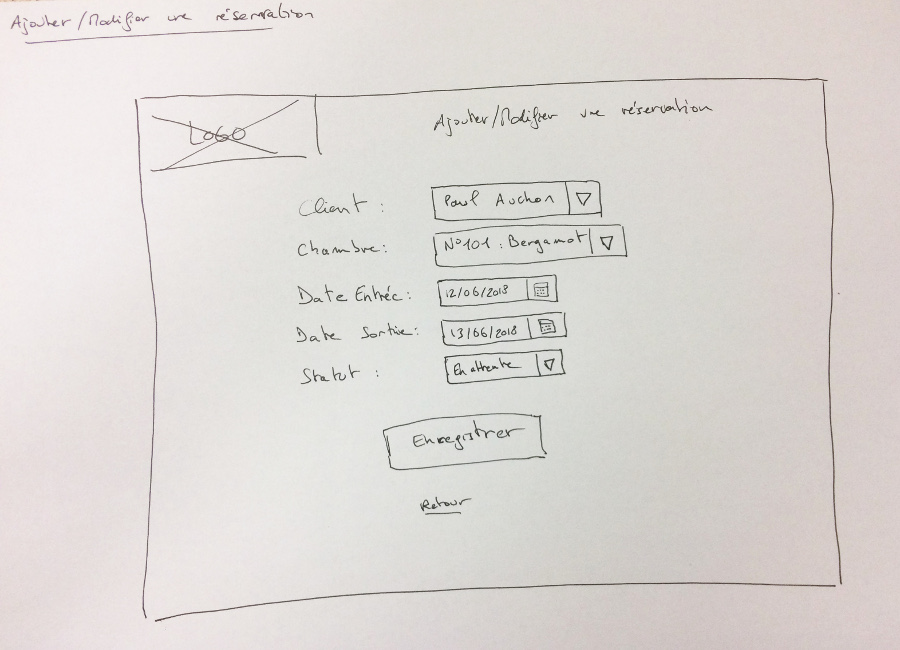 Ajouter/Modifier une réservation
LOGO
Ajouter/Modifier une réservation
Client : Paul Auchon
Chambre : N°101 : Bergamot
Date Entrée : 12/06/2018
Date Sortie : 13/06/2018
Statut : En attente
Enregistrer
Retour